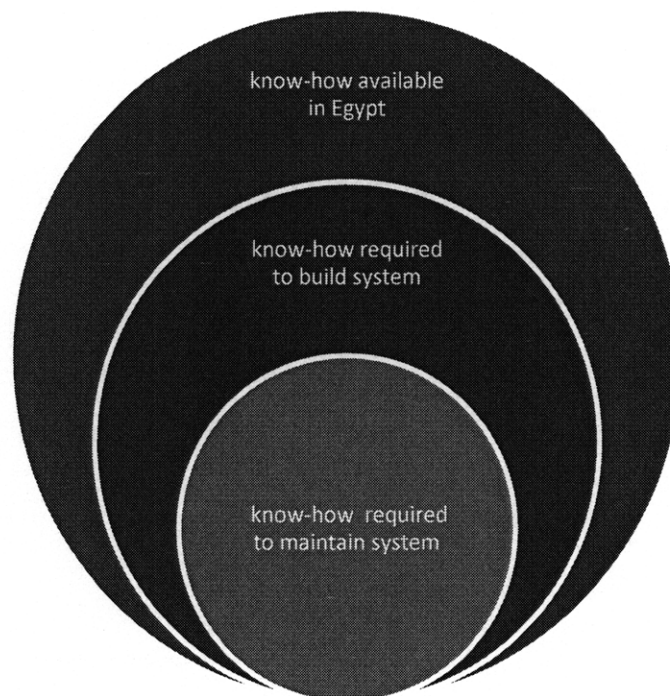 know-how available
in Egypt
know-how required
to build system
know-how required
to maintain system